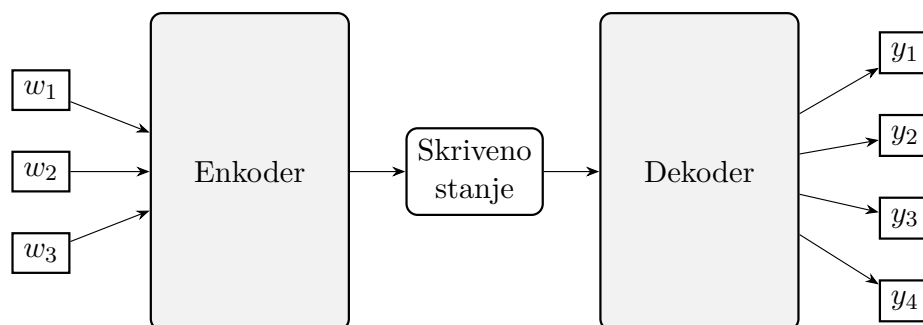 w₁
w₂
w₃
Enkoder
Skriveno
stanje
Dekoder
y₁
y₂
y₃
y₄